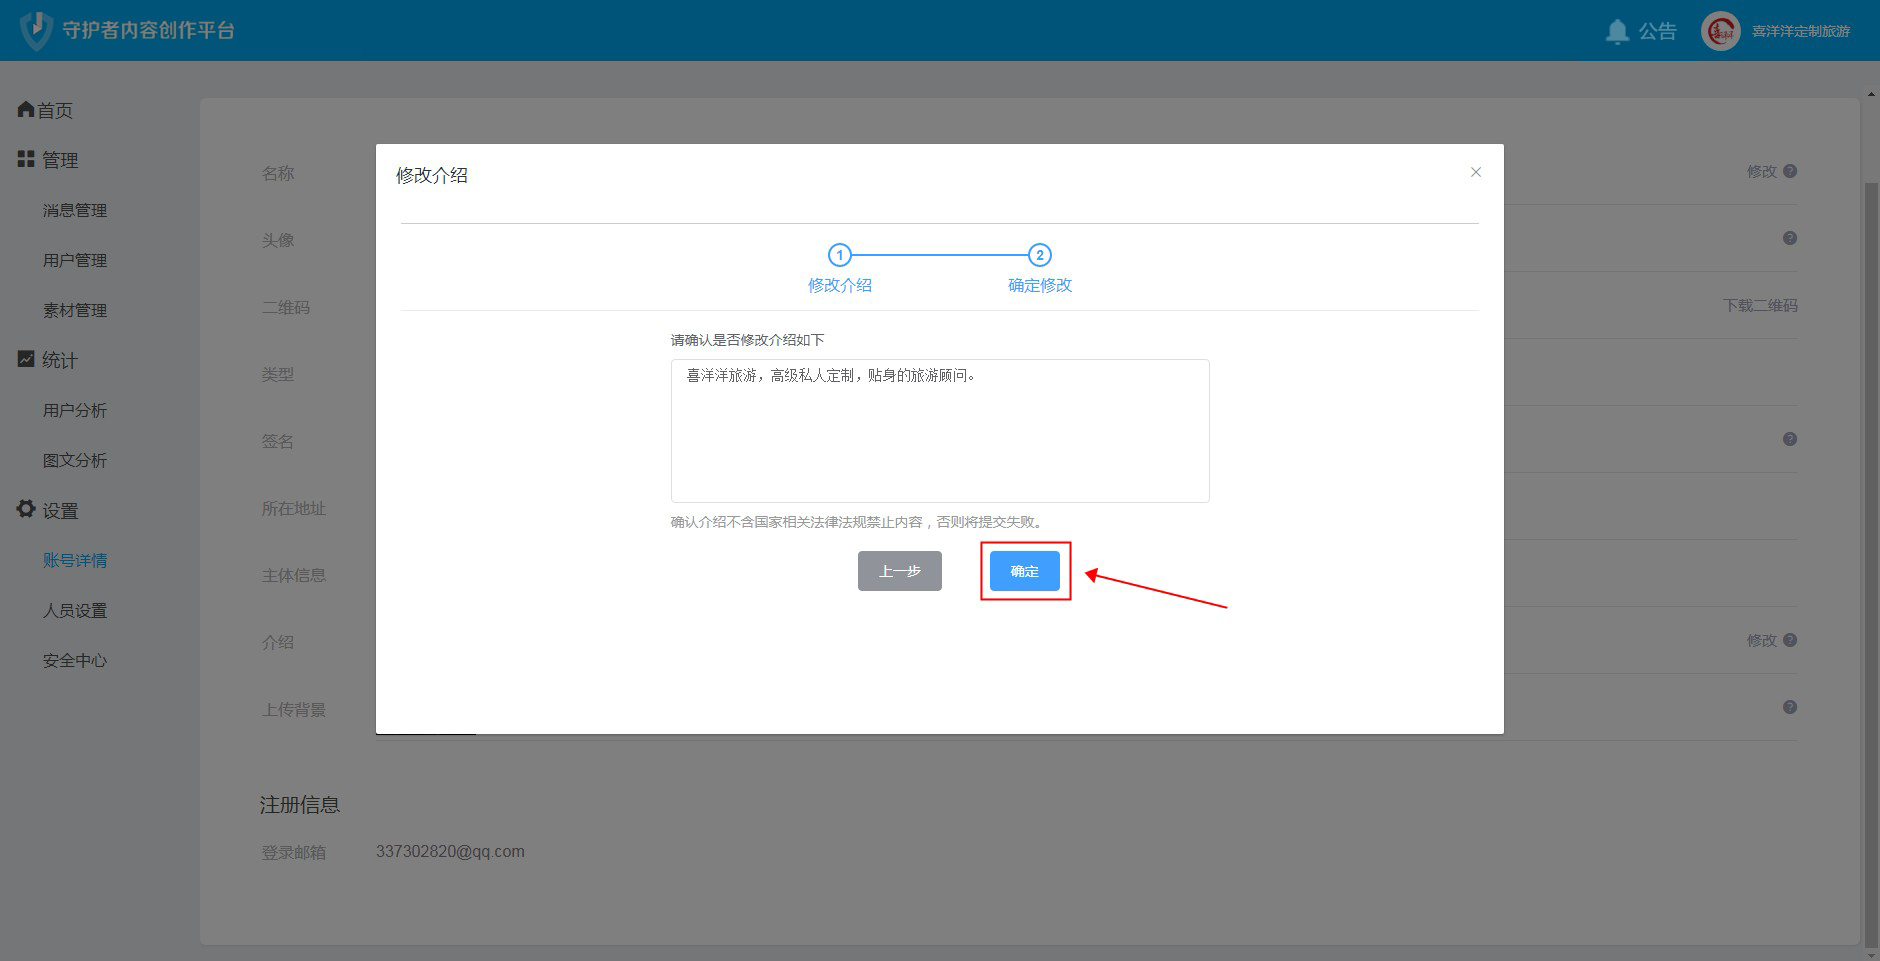 守护者内容创作平台
公告
喜洋洋定制旅游
首页
管理
消息管理
用户管理
素材管理
统计
用户分析
图文分析
设置
账号详情
人员设置
安全中心
名称
修改 ?
头像
?
二维码
下载二维码
类型
签名
?
所在地址
主体信息
介绍
修改 ?
上传背景
?
修改介绍
×
1
2
修改介绍
确定修改
请确认是否修改介绍如下
喜洋洋旅游，高级私人定制，贴身的旅游顾问。
确认介绍不含国家相关法律法规禁止内容，否则将提交失败。
上一步
确定
注册信息
登录邮箱
337302820@qq.com